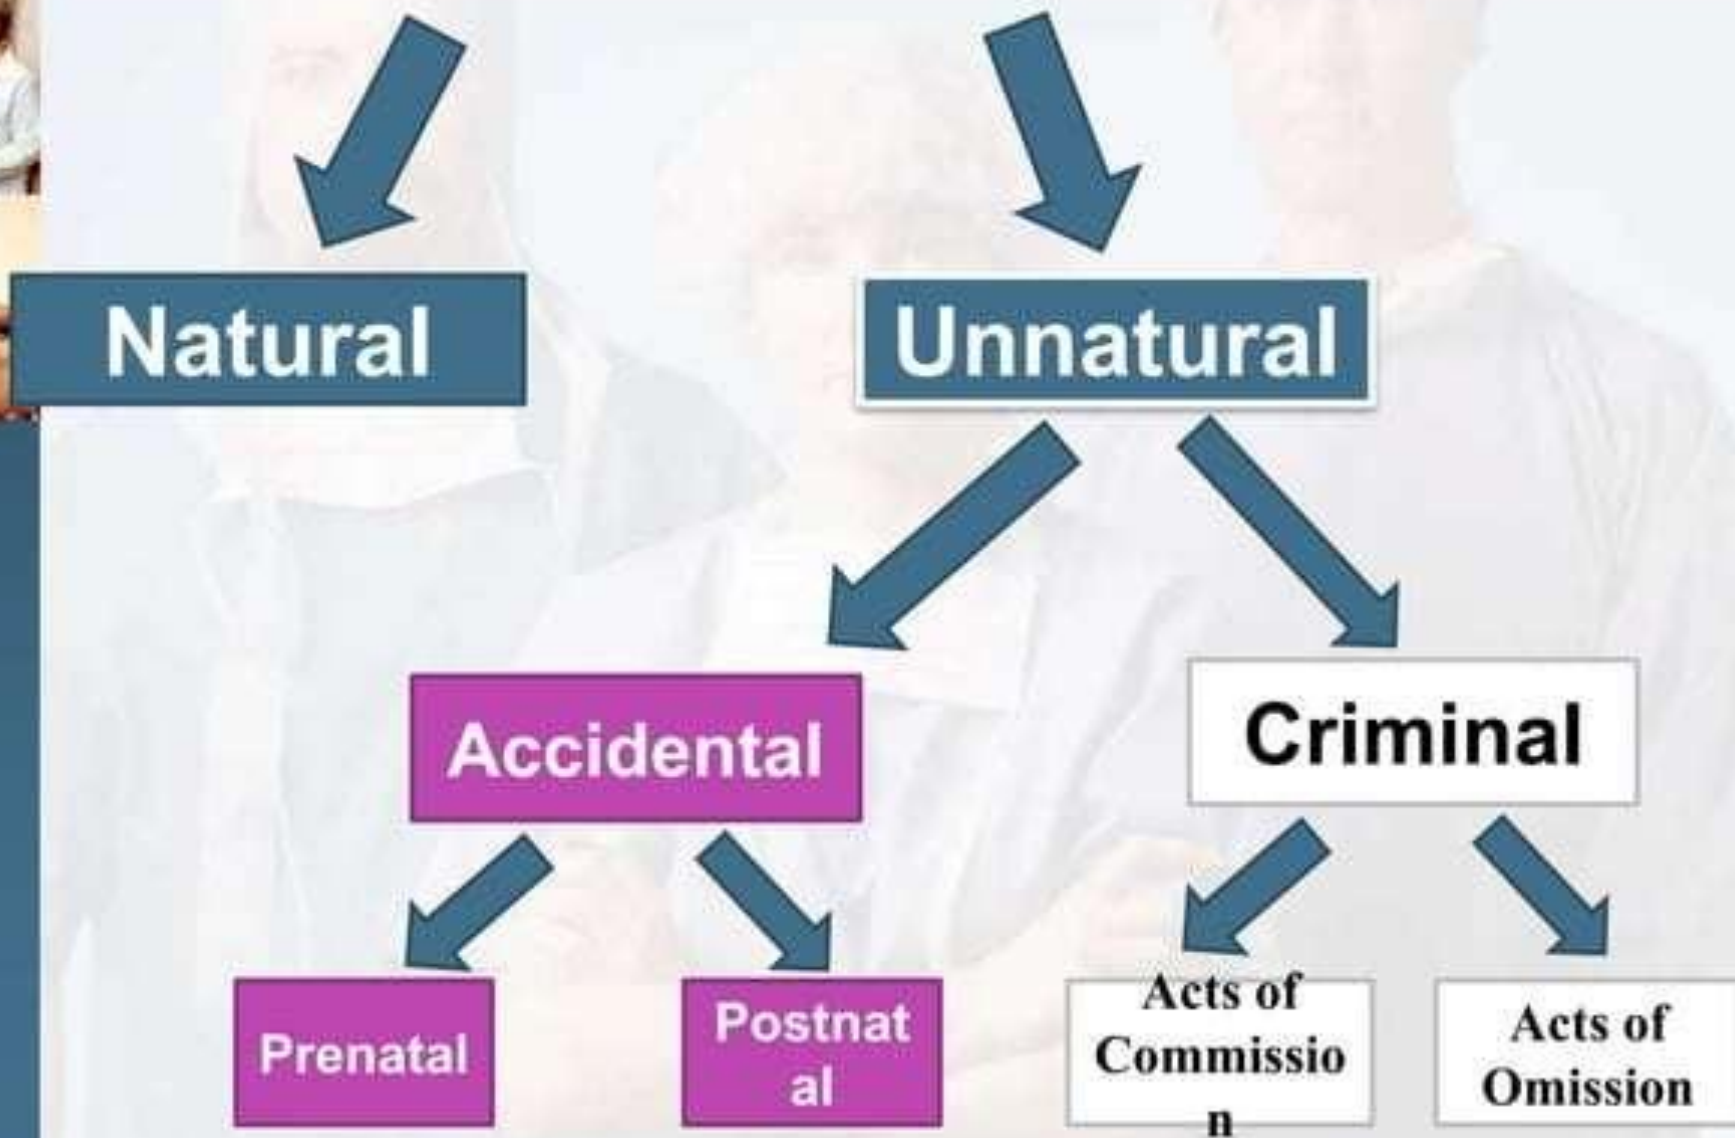 Natural
Unnatural
Accidental
Criminal
Prenatal
Postnat
al
Acts of
Commissio
n
Acts of
Omission